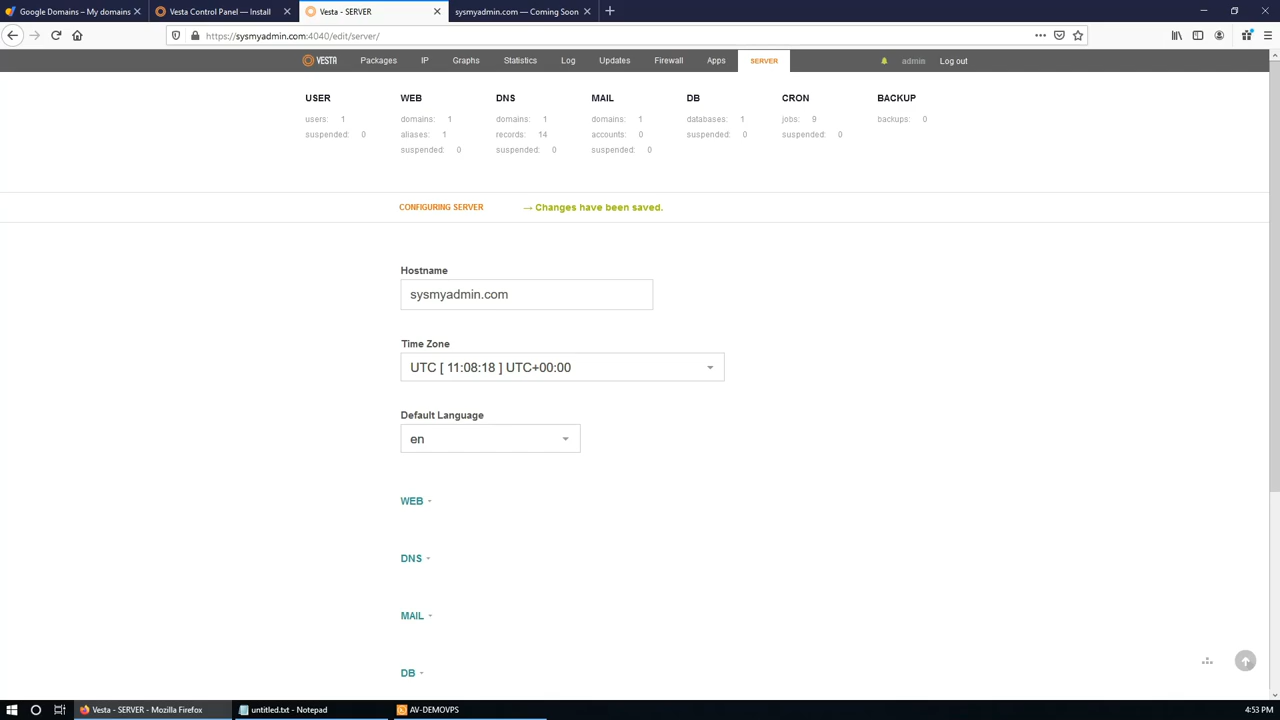 Google Domains – My domains
Vesta Control Panel — Install
Vesta - SERVER
sysmyadmin.com — Coming Soon
https://sysmyadmin.com:4040/edit/server/
VESTA Packages IP Graphs Statistics Log Updates Firewall Apps SERVER admin Log out
USER WEB DNS MAIL DB CRON BACKUP
users: 1 domains: 1 domains: 1 domains: 1 databases: 1 jobs: 9 backups: 0
suspended: 0 aliases: 1 records: 14 accounts: 0 suspended: 0 suspended: 0
suspended: 0 suspended: 0 suspended: 0
CONFIGURING SERVER → Changes have been saved.
Hostname
sysmyadmin.com
Time Zone
UTC [ 11:08:18 ] UTC+00:00
Default Language
en
WEB
DNS
MAIL
DB
Vesta - SERVER - Mozilla Firefox untitled.txt - Notepad AV-DEMOVPS 4:53 PM